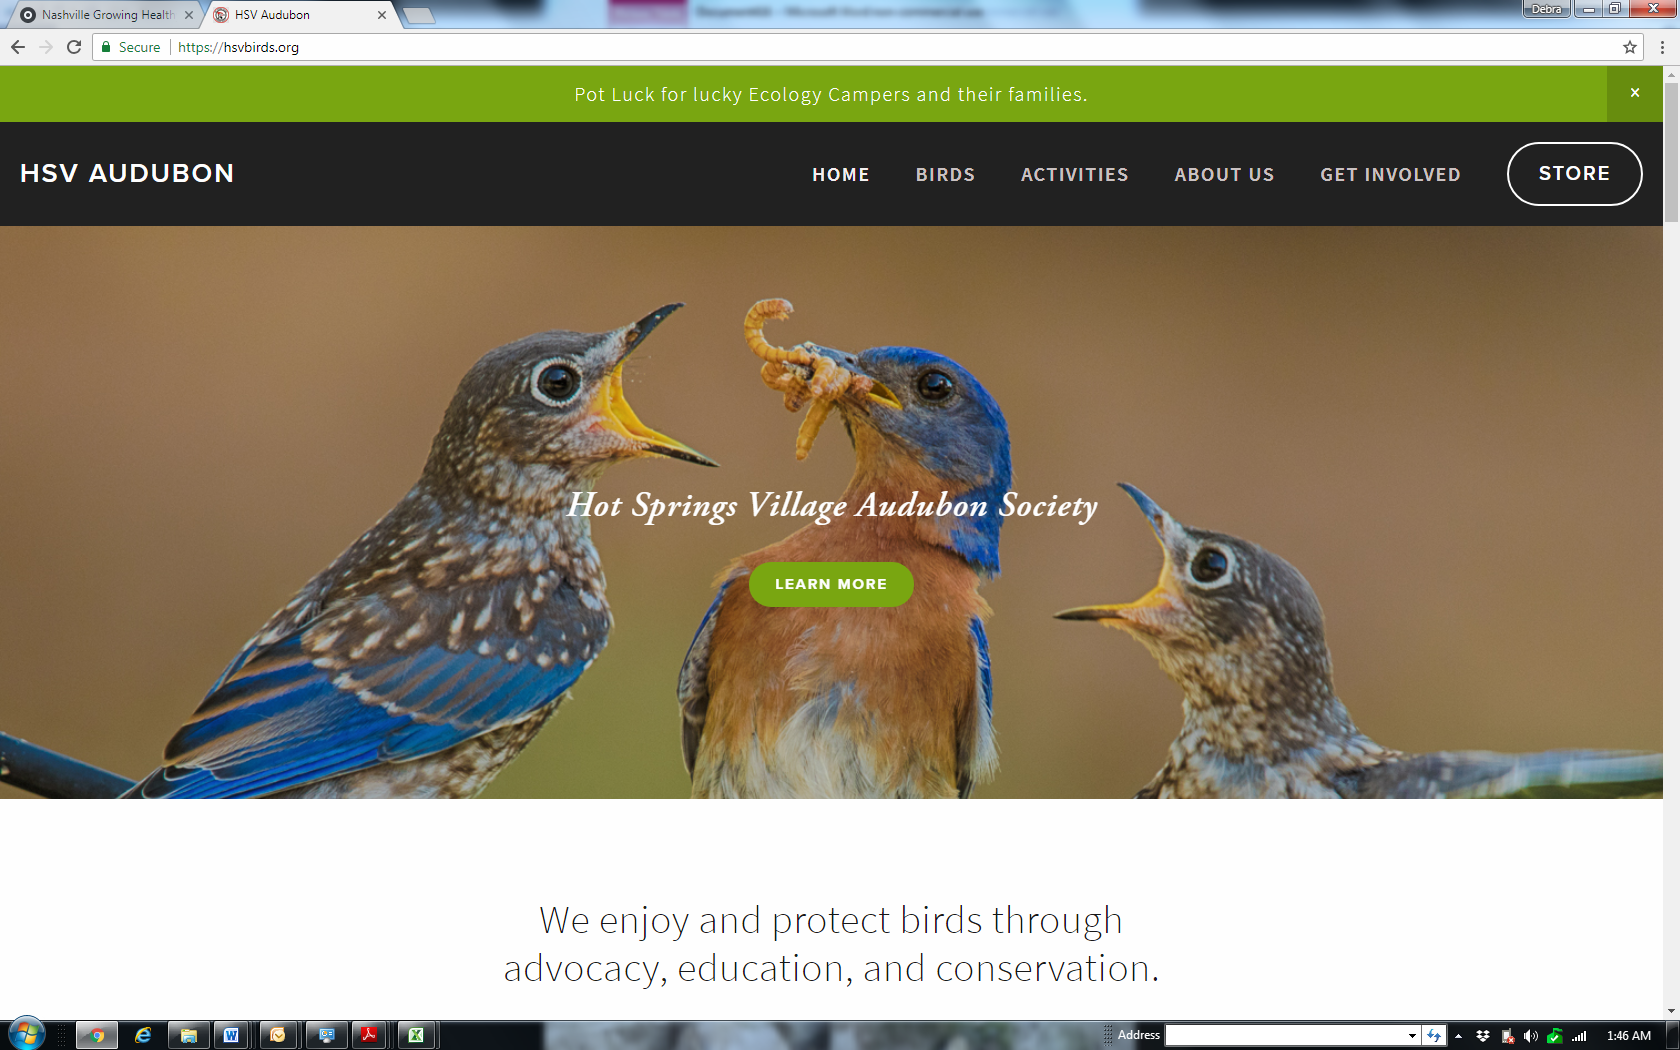 Nashville Growing Health
HSV Audubon
Debra
Secure
https://hsvbirds.org
Pot Luck for lucky Ecology Campers and their families.
HSV AUDUBON
HOME
BIRDS
ACTIVITIES
ABOUT US
GET INVOLVED
STORE
Hot Springs Village Audubon Society
LEARN MORE
We enjoy and protect birds through
advocacy, education, and conservation.
Address
1:46 AM